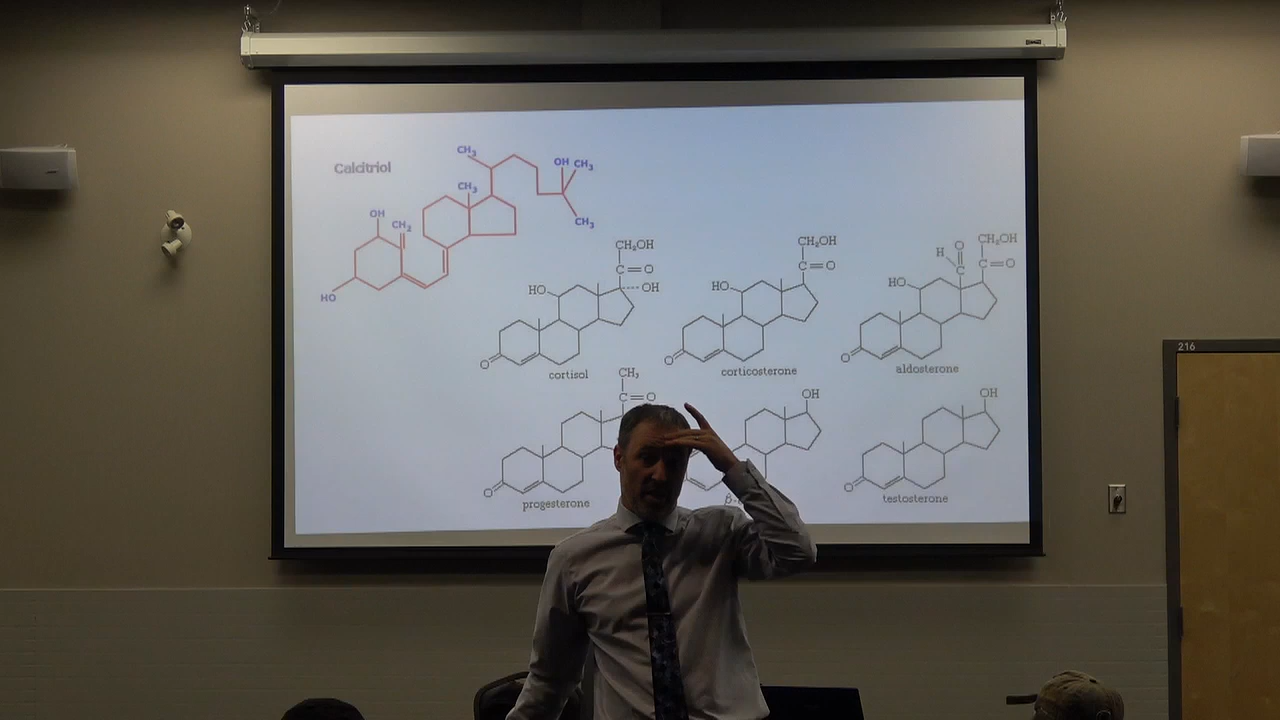 Calcitriol
CH₃
OH CH₃
CH₃
CH₃
OH
CH₂
HO
CH₂OH
C=O
HO
OH
O
cortisol
CH₂OH
C=O
HO
O
corticosterone
CH₂OH
H
O
C
C=O
HO
O
aldosterone
CH₃
C=O
O
progesterone
OH
β-
OH
O
testosterone
216